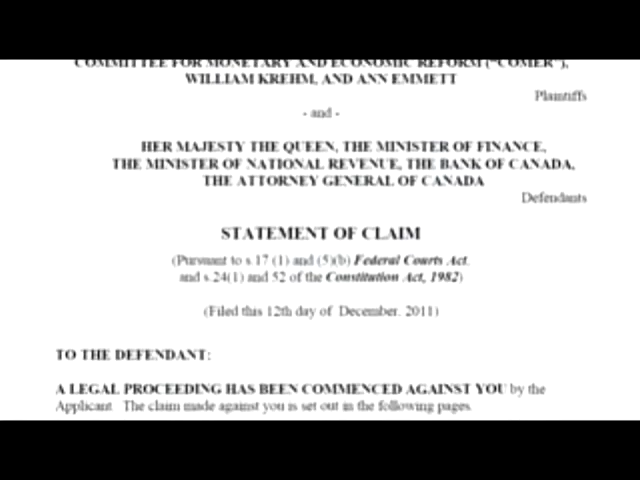 COMMITTEE FOR MONETARY AND ECONOMIC REFORM ("COMER"),
WILLIAM KREHM, AND ANN EMMETT
Plaintiffs
- and -
HER MAJESTY THE QUEEN, THE MINISTER OF FINANCE,
THE MINISTER OF NATIONAL REVENUE, THE BANK OF CANADA,
THE ATTORNEY GENERAL OF CANADA
Defendants
STATEMENT OF CLAIM
(Pursuant to s.17 (1) and (5)(b) Federal Courts Act.
and s.24(1) and 52 of the Constitution Act, 1982)
(Filed this 12th day of December. 2011)
TO THE DEFENDANT:
A LEGAL PROCEEDING HAS BEEN COMMENCED AGAINST YOU by the
Applicant. The claim made against you is set out in the following pages.